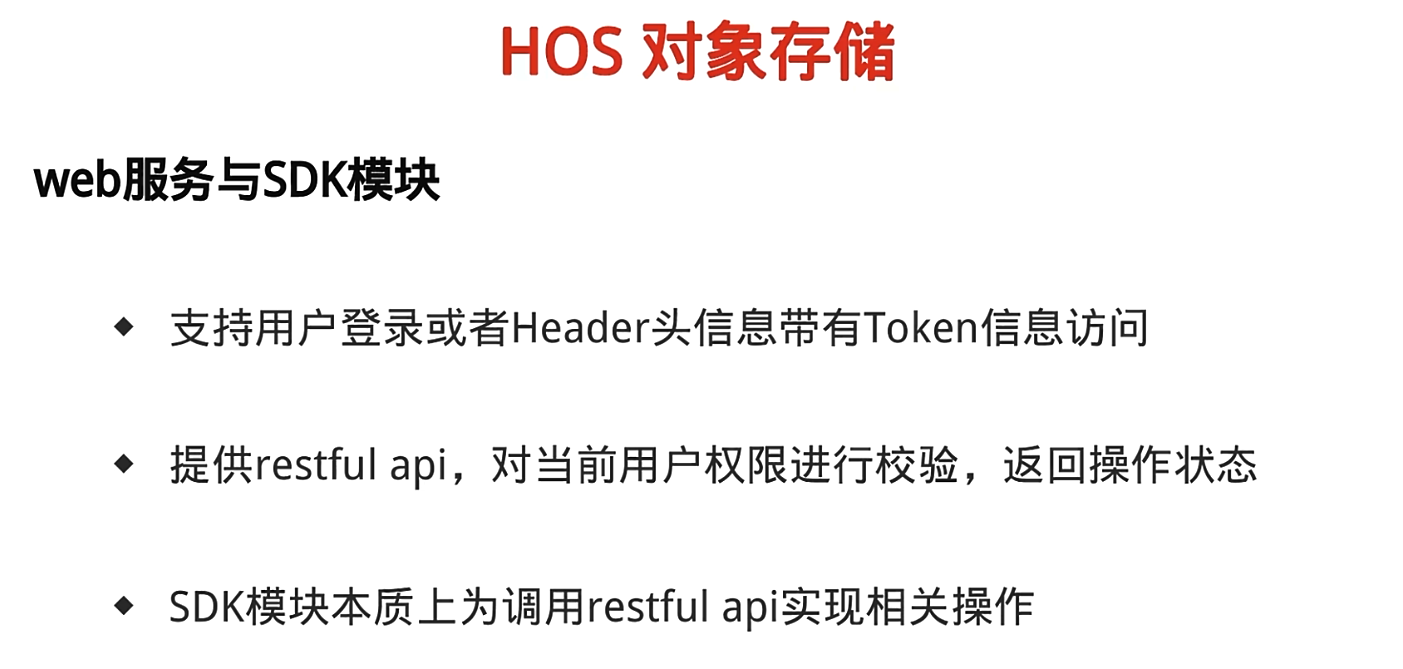 HOS 对象存储
web服务与SDK模块
◆ 支持用户登录或者Header头信息带有Token信息访问
◆ 提供restful api，对当前用户权限进行校验，返回操作状态
◆ SDK模块本质上为调用restful api实现相关操作